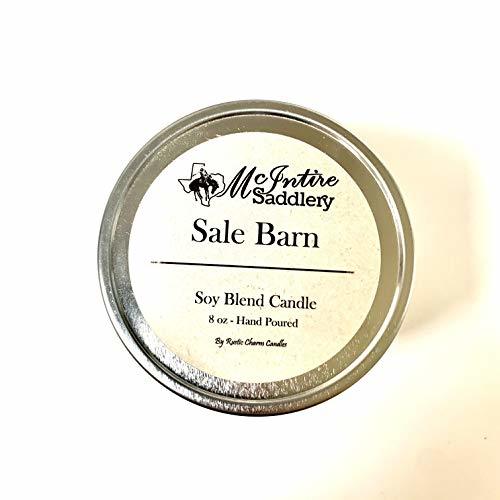 McIntire
Saddlery
Sale Barn
Soy Blend Candle
8 oz - Hand Poured
By Rustic Charm Candles